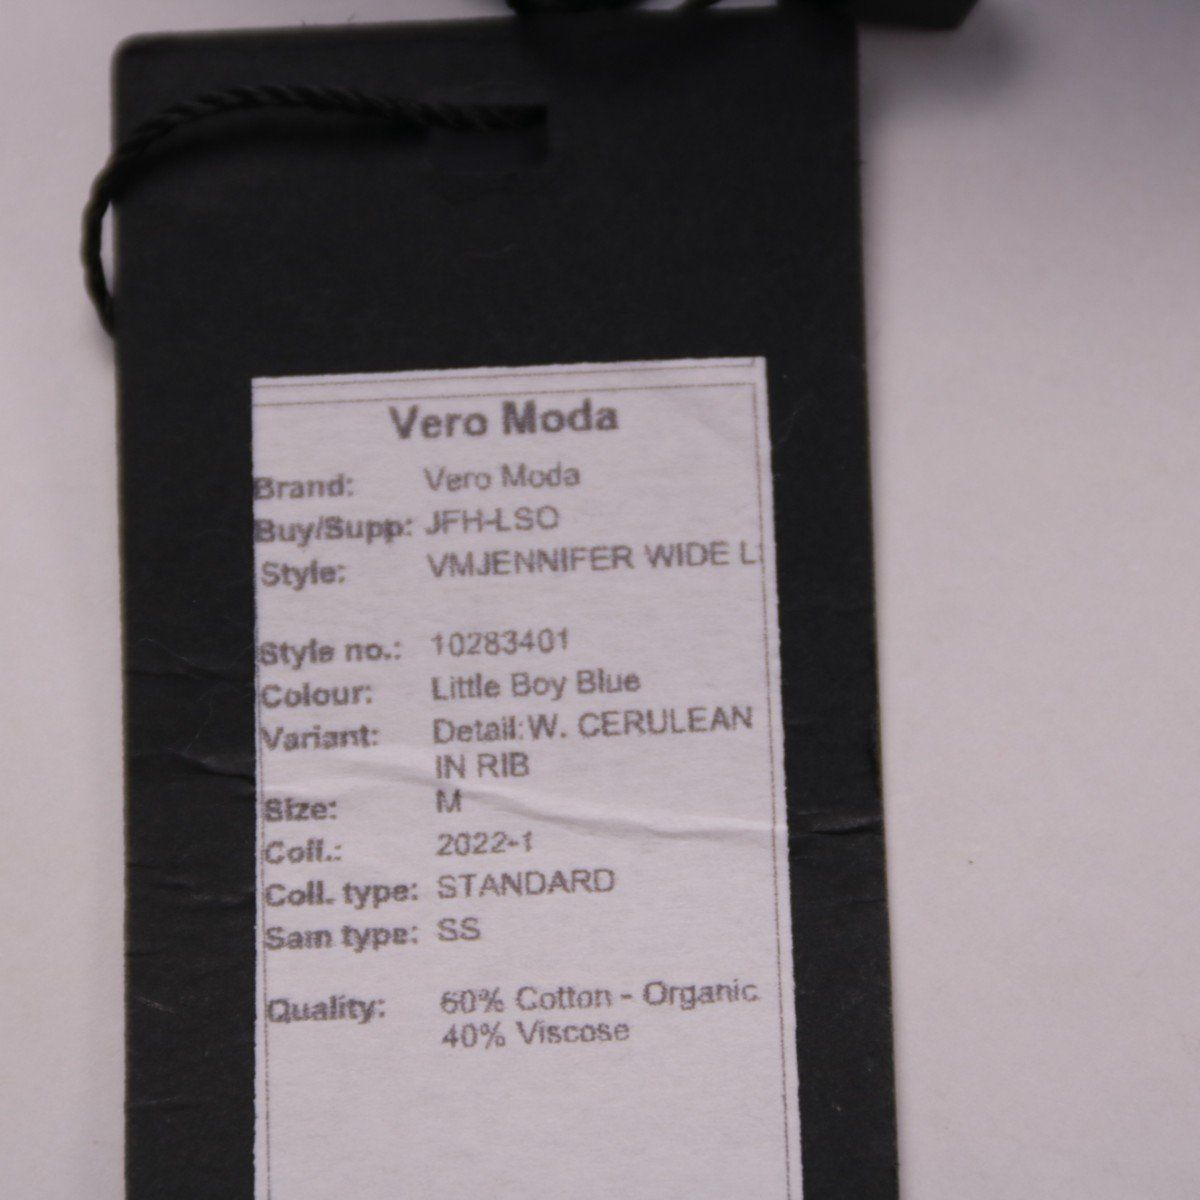 Vero Moda
Brand: Vero Moda
Buy/Supp: JFH-LSO
Style: VMJENNIFER WIDE
Style no.: 10283401
Colour: Little Boy Blue
Variant: Detail:W. CERULEAN
IN RIB
Size: M
Coll.: 2022-1
Coll. type: STANDARD
Sam type: SS
Quality: 60% Cotton - Organic
40% Viscose